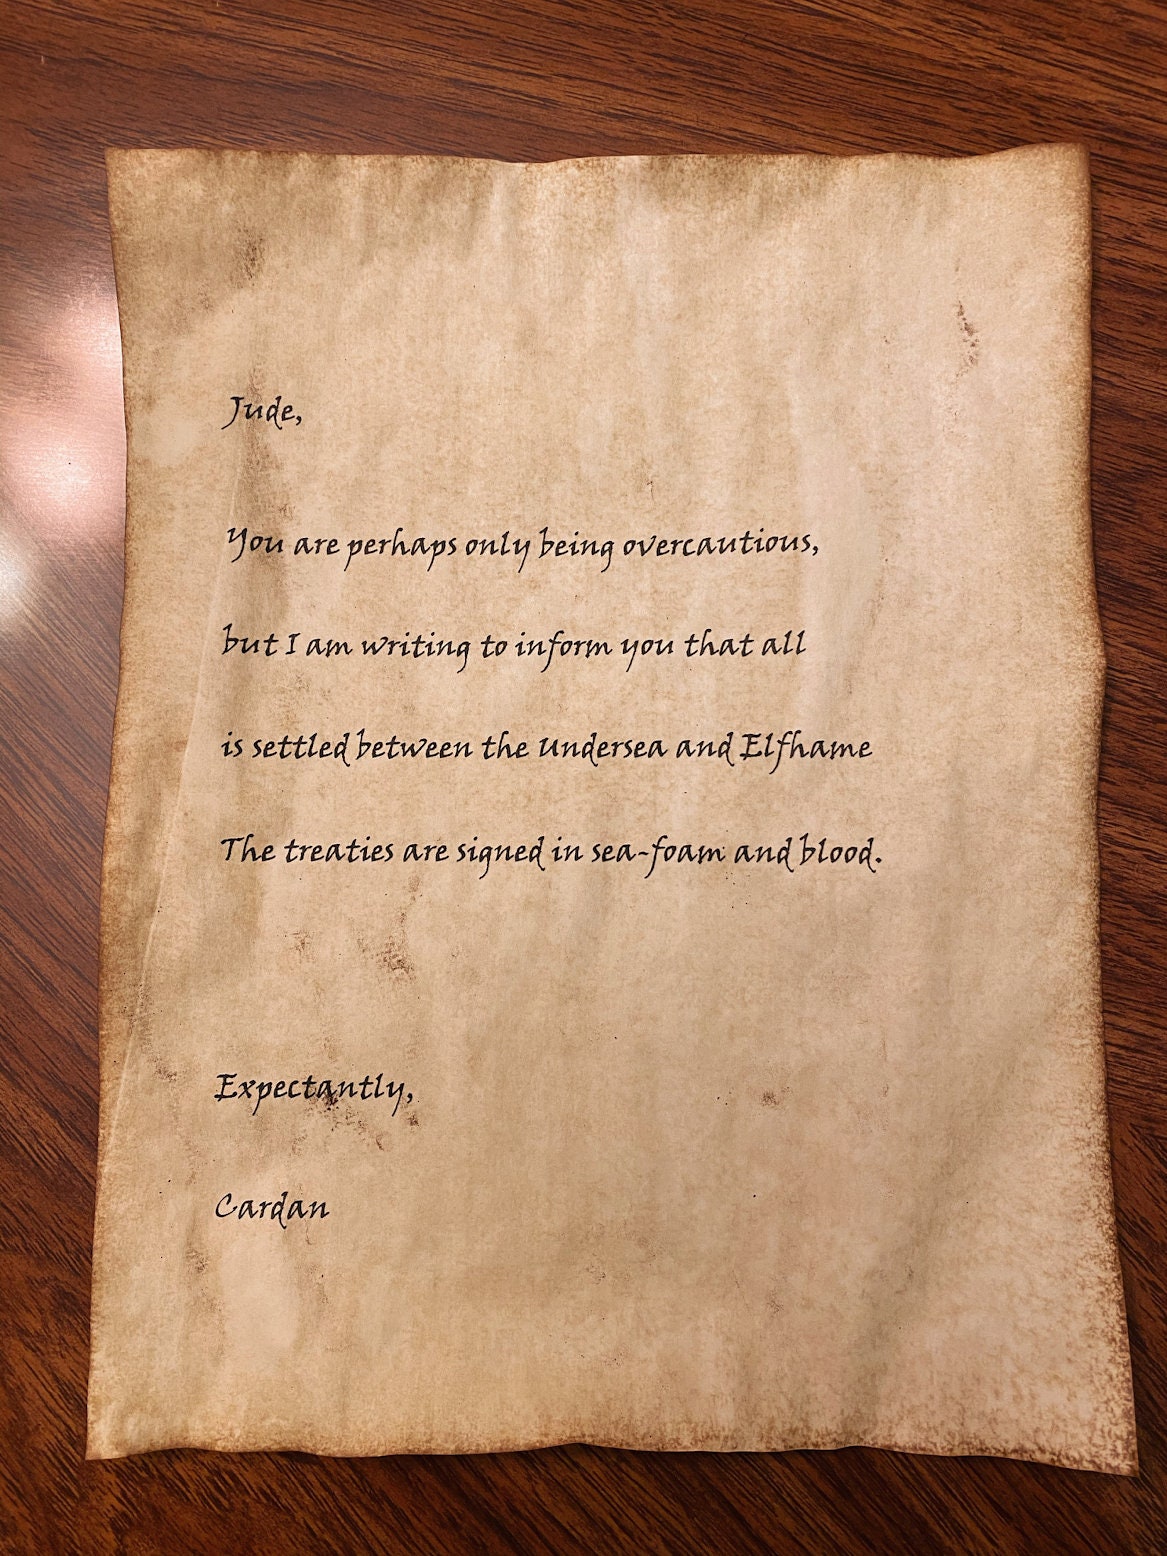 Jude,
You are perhaps only being overcautious,
but I am writing to inform you that all
is settled between the Undersea and Elfhame
The treaties are signed in sea-foam and blood.
Expectantly,
Cardan